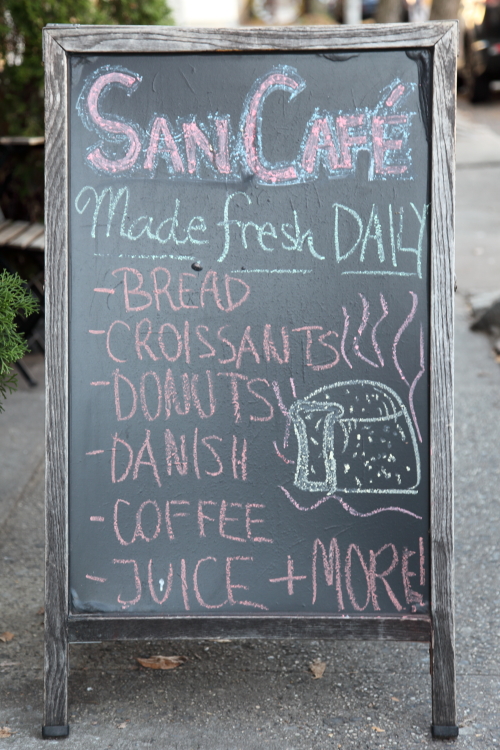 SAN CAFÉ
Made fresh DAILY
- BREAD
- CROISSANTS
- DONUTS
- DANISH
- COFFEE
- JUICE + MORE!